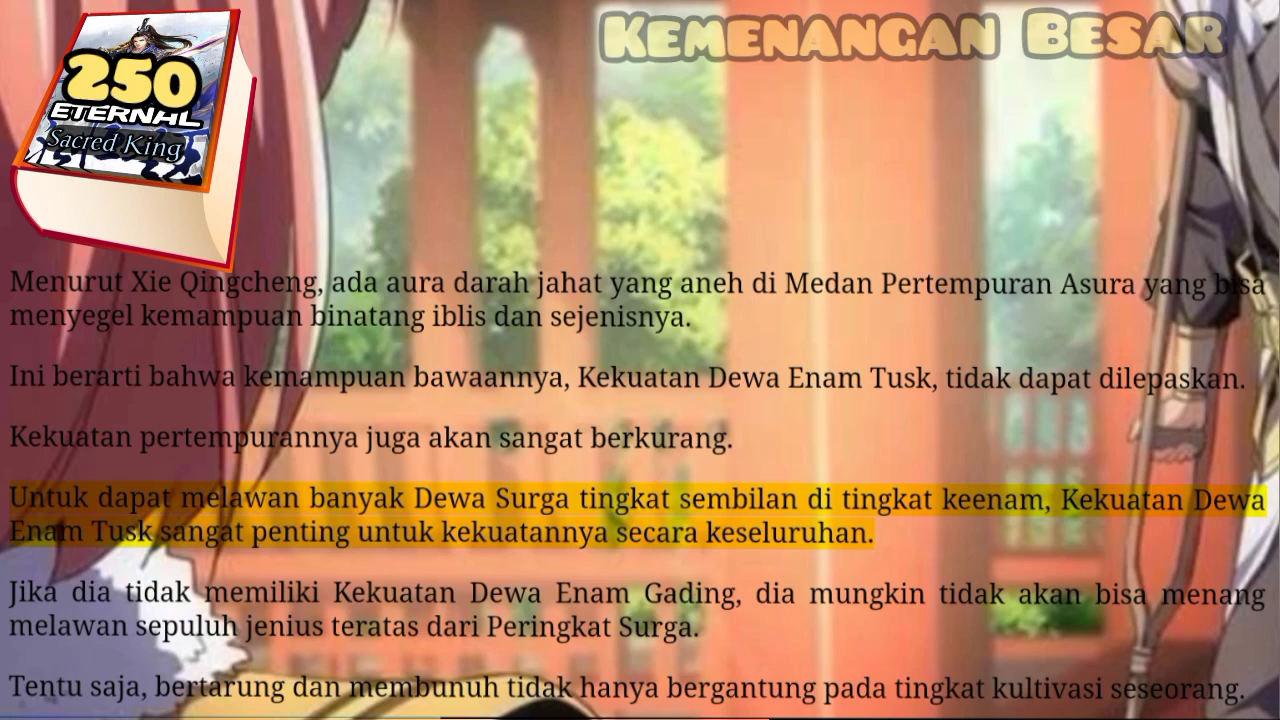 Kemenangan Besar
250
ETERNAL
Sacred King
Menurut Xie Qingcheng, ada aura darah jahat yang aneh di Medan Pertempuran Asura yang bisa
menyegel kemampuan binatang iblis dan sejenisnya.
Ini berarti bahwa kemampuan bawaannya, Kekuatan Dewa Enam Tusk, tidak dapat dilepaskan.
Kekuatan pertempurannya juga akan sangat berkurang.
Untuk dapat melawan banyak Dewa Surga tingkat sembilan di tingkat keenam, Kekuatan Dewa
Enam Tusk sangat penting untuk kekuatannya secara keseluruhan.
Jika dia tidak memiliki Kekuatan Dewa Enam Gading, dia mungkin tidak akan bisa menang
melawan sepuluh jenius teratas dari Peringkat Surga.
Tentu saja, bertarung dan membunuh tidak hanya bergantung pada tingkat kultivasi seseorang.